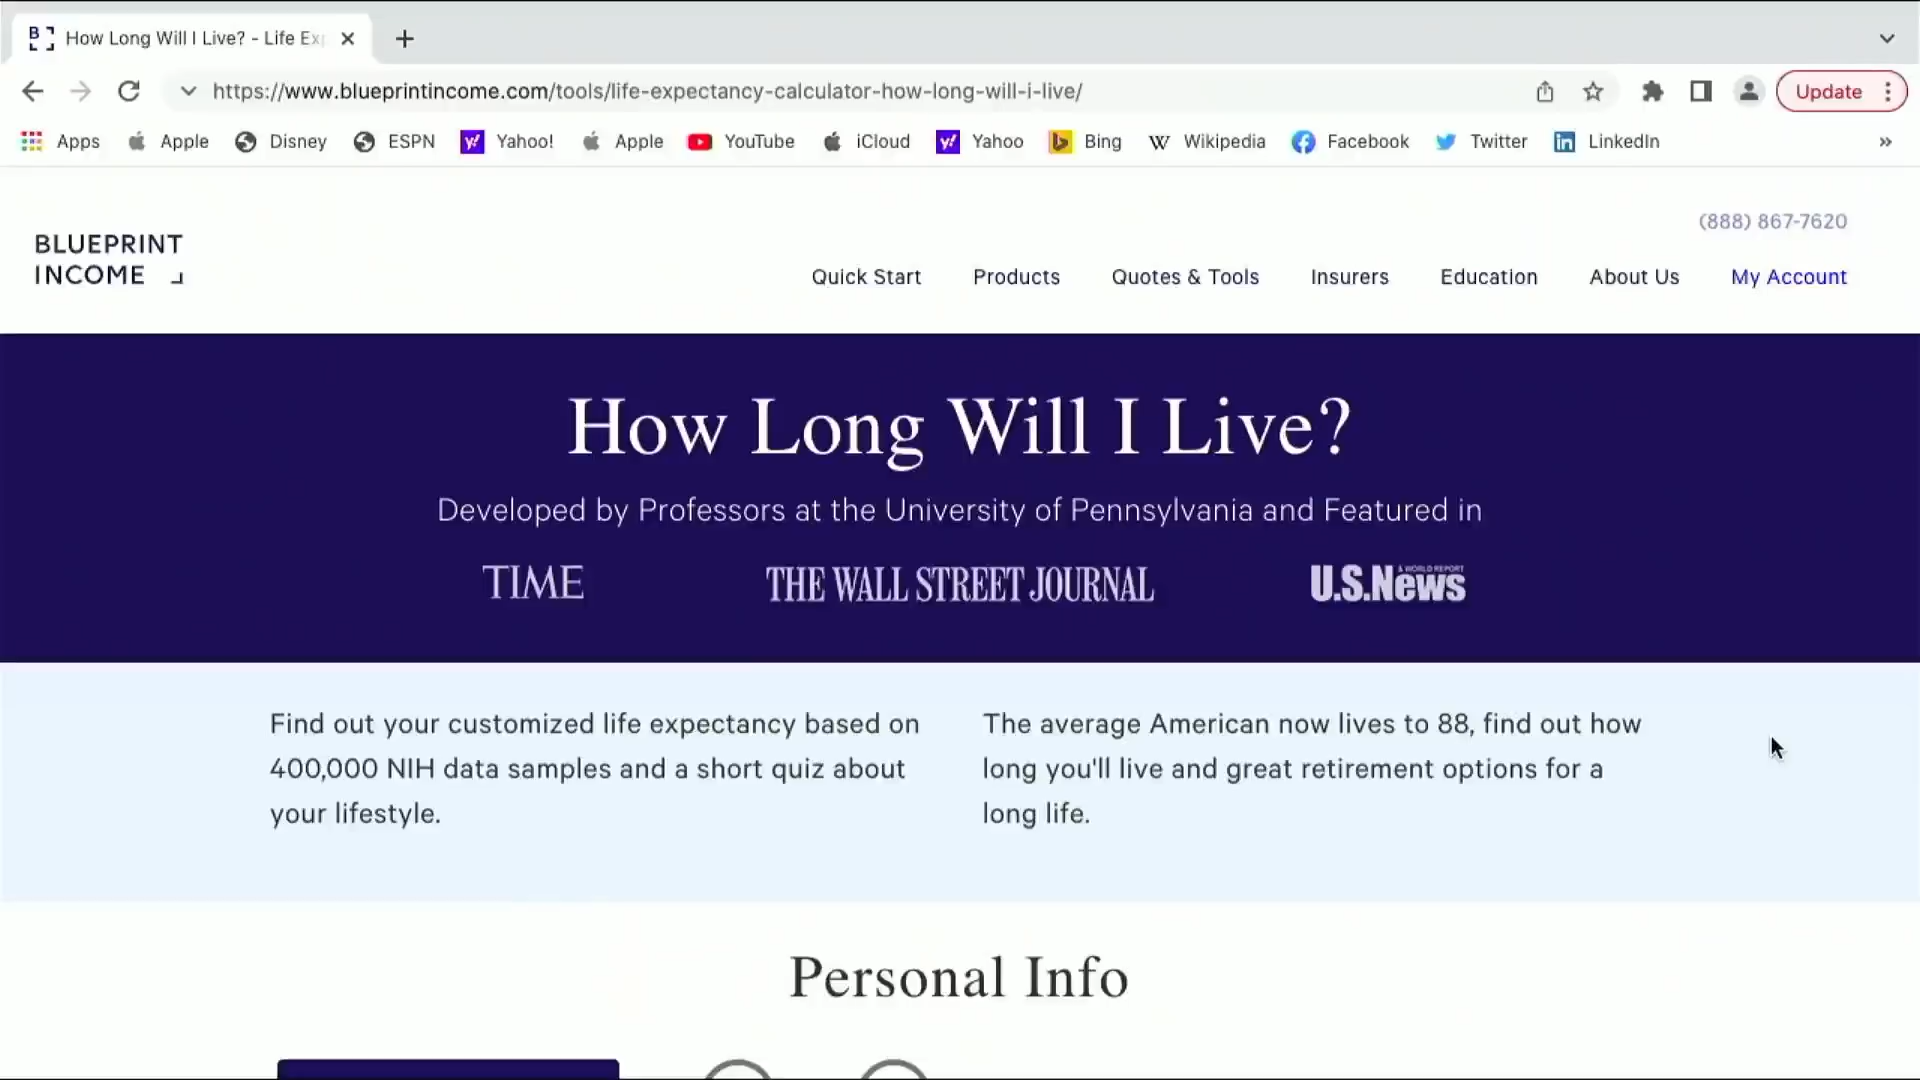 B
How Long Will I Live? - Life Ex
https://www.blueprintincome.com/tools/life-expectancy-calculator-how-long-will-i-live/
Update
Apps Apple Disney ESPN Yahoo! Apple YouTube iCloud Yahoo Bing Wikipedia Facebook Twitter LinkedIn
(888) 867-7620
BLUEPRINT
INCOME
Quick Start Products Quotes & Tools Insurers Education About Us My Account
How Long Will I Live?
Developed by Professors at the University of Pennsylvania and Featured in
TIME THE WALL STREET JOURNAL U.S.News & WORLD REPORT
Find out your customized life expectancy based on
400,000 NIH data samples and a short quiz about
your lifestyle.
The average American now lives to 88, find out how
long you'll live and great retirement options for a
long life.
Personal Info